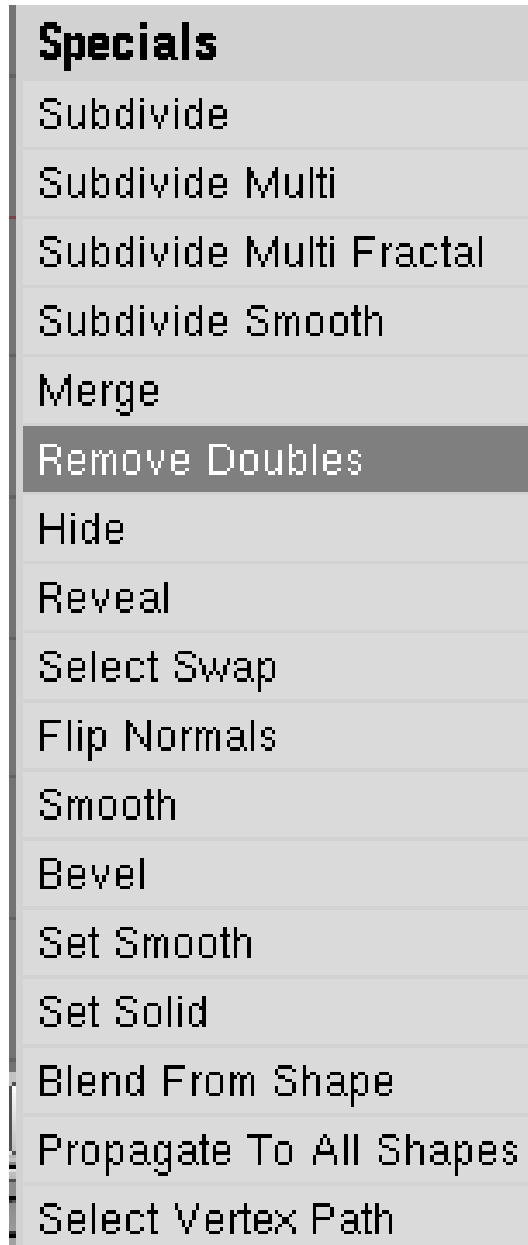 Specials
Subdivide
Subdivide Multi
Subdivide Multi Fractal
Subdivide Smooth
Merge
Remove Doubles
Hide
Reveal
Select Swap
Flip Normals
Smooth
Bevel
Set Smooth
Set Solid
Blend From Shape
Propagate To All Shapes
Select Vertex Path